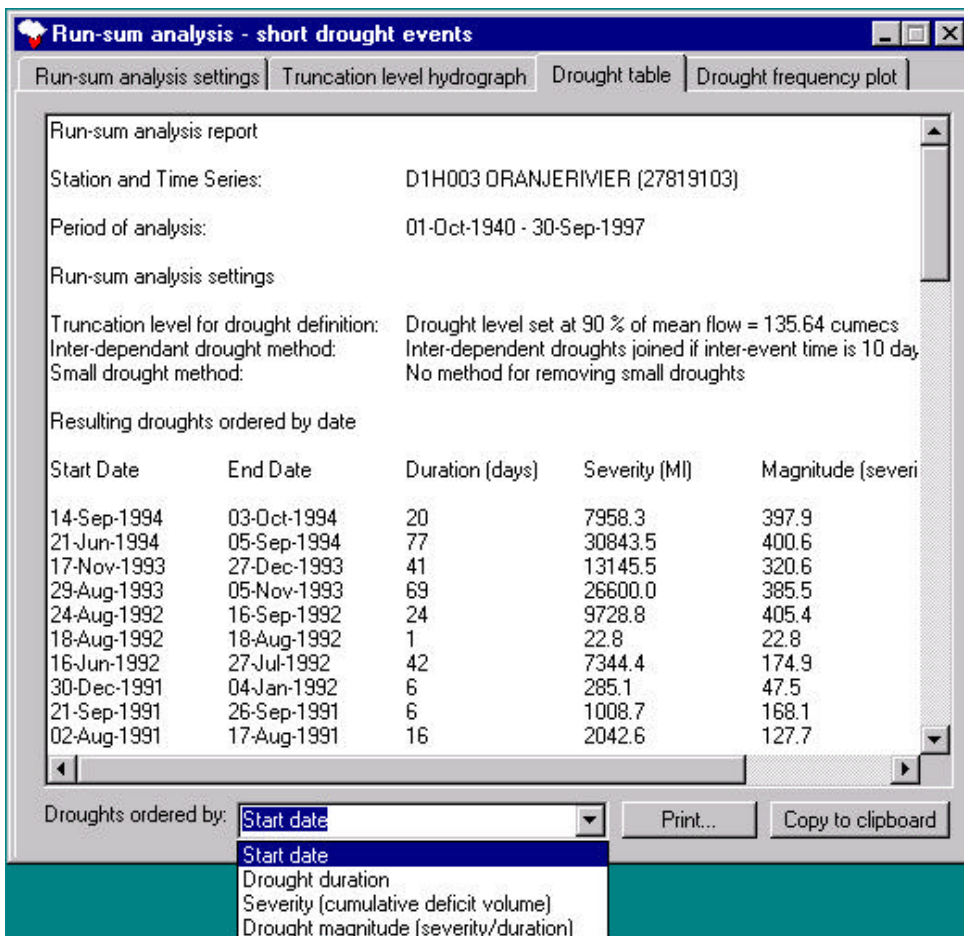 Run-sum analysis - short drought events
Run-sum analysis settings Truncation level hydrograph Drought table Drought frequency plot
Run-sum analysis report
Station and Time Series: D1H003 ORANJERIVIER (27819103)
Period of analysis: 01-Oct-1940 - 30-Sep-1997
Run-sum analysis settings
Truncation level for drought definition: Drought level set at 90 % of mean flow = 135.64 cumecs
Inter-dependant drought method: Inter-dependent droughts joined if inter-event time is 10 day
Small drought method: No method for removing small droughts
Resulting droughts ordered by date
Start Date End Date Duration (days) Severity (Ml) Magnitude (severi
14-Sep-1994 03-Oct-1994 20 7958.3 397.9
21-Jun-1994 05-Sep-1994 77 30843.5 400.6
17-Nov-1993 27-Dec-1993 41 13145.5 320.6
29-Aug-1993 05-Nov-1993 69 26600.0 385.5
24-Aug-1992 16-Sep-1992 24 9728.8 405.4
18-Aug-1992 18-Aug-1992 1 22.8 22.8
16-Jun-1992 27-Jul-1992 42 7344.4 174.9
30-Dec-1991 04-Jan-1992 6 285.1 47.5
21-Sep-1991 26-Sep-1991 6 1008.7 168.1
02-Aug-1991 17-Aug-1991 16 2042.6 127.7
Droughts ordered by: Start date Print... Copy to clipboard
Start date
Drought duration
Severity (cumulative deficit volume)
Drought magnitude (severity/duration)